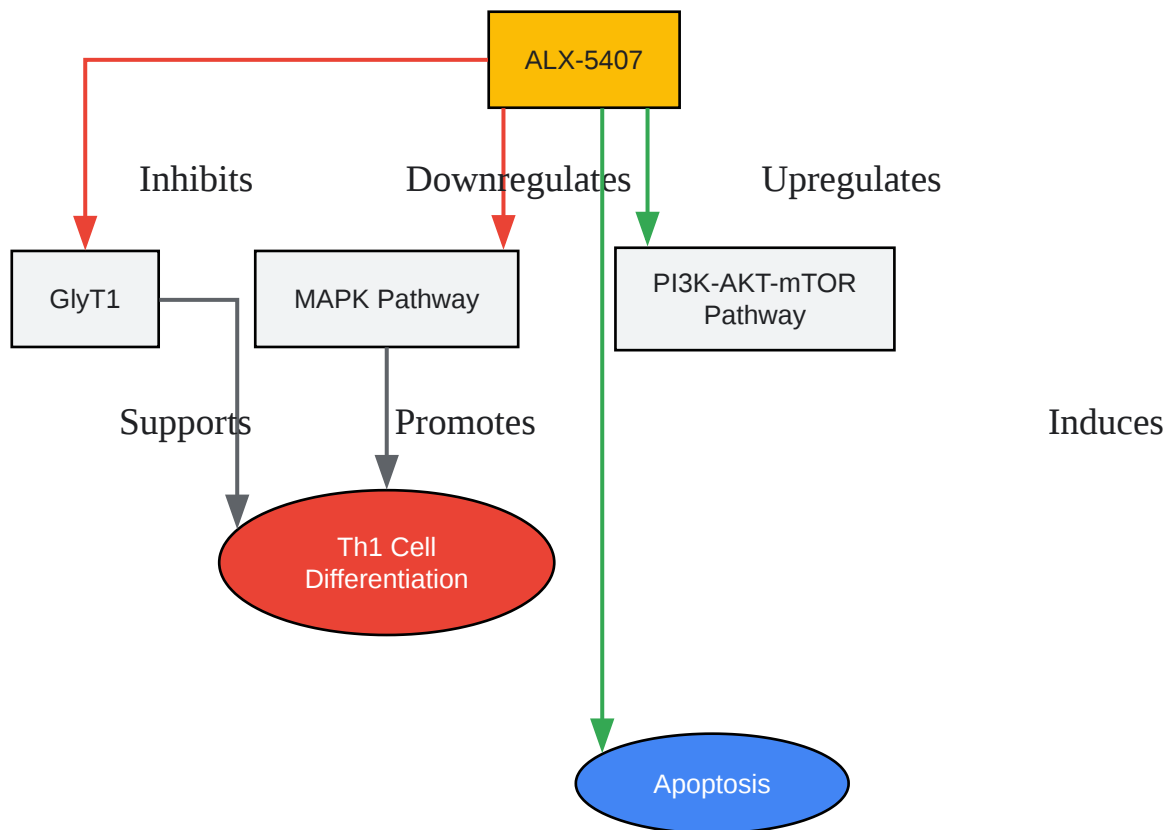 ALX-5407
Inhibits
Downregulates
Upregulates
GlyT1
MAPK Pathway
PI3K-AKT-mTOR
Pathway
Supports
Promotes
Induces
Th1 Cell
Differentiation
Apoptosis